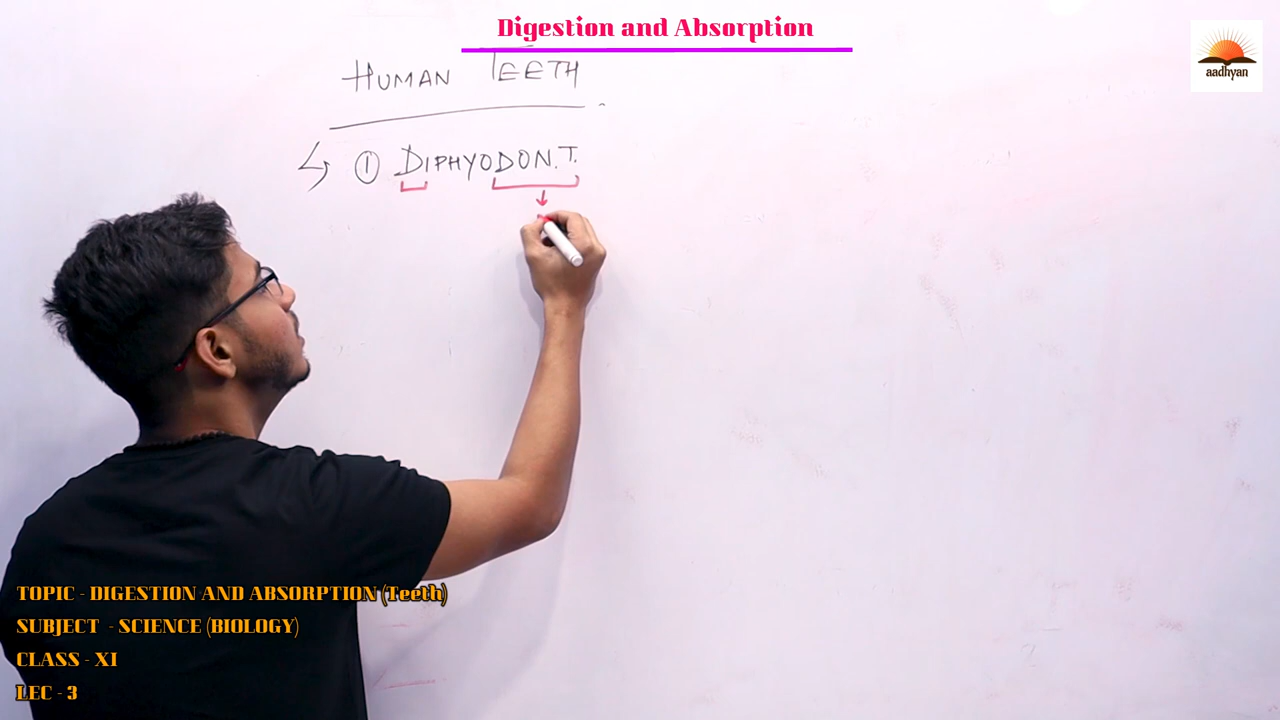 Digestion and Absorption
aadhyan
HUMAN TEETH
① DIPHYODON.T.
TOPIC - DIGESTION AND ABSORPTION (Teeth)
SUBJECT - SCIENCE (BIOLOGY)
CLASS - XI
LEC - 3